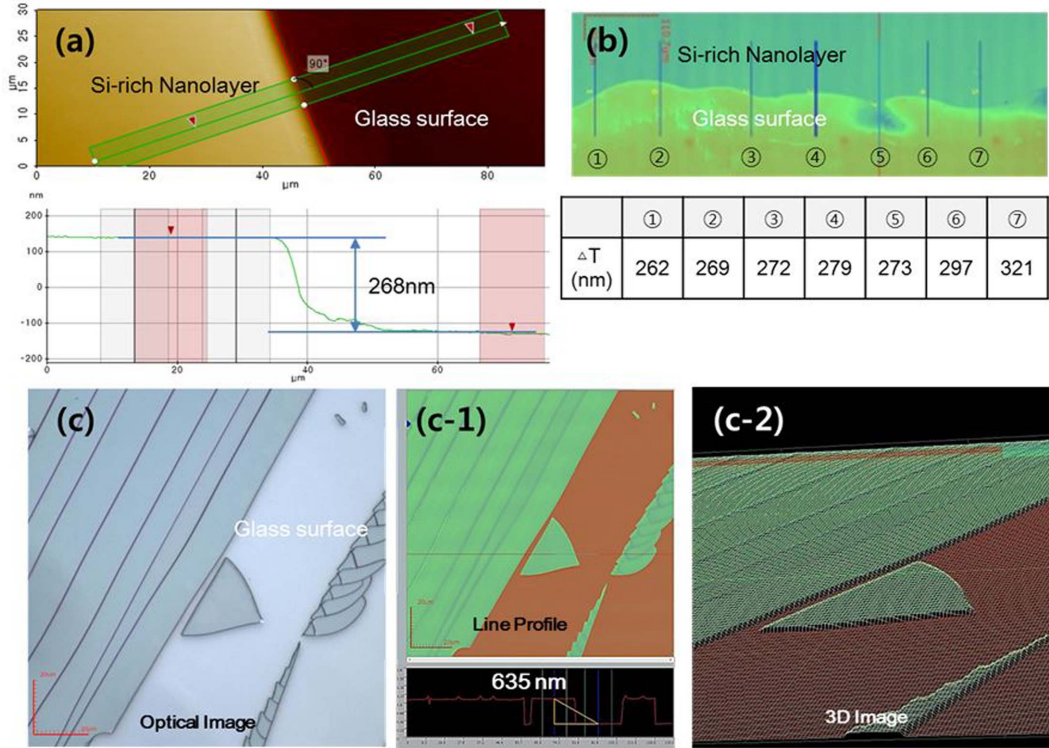 (a)
μm
30
25
20
15
10
5
0
90°
Si-rich Nanolayer
Glass surface
0
20
40
60
80
μm
nm
200
100
0
-100
-200
268nm
0
20
40
60
μm
(b)
Si-rich Nanolayer
Glass surface
① ② ③ ④ ⑤ ⑥ ⑦
① ② ③ ④ ⑤ ⑥ ⑦
△T
(nm)
262 269 272 279 273 297 321
(c)
Glass surface
Optical Image
(c-1)
Line Profile
635 nm
(c-2)
3D Image